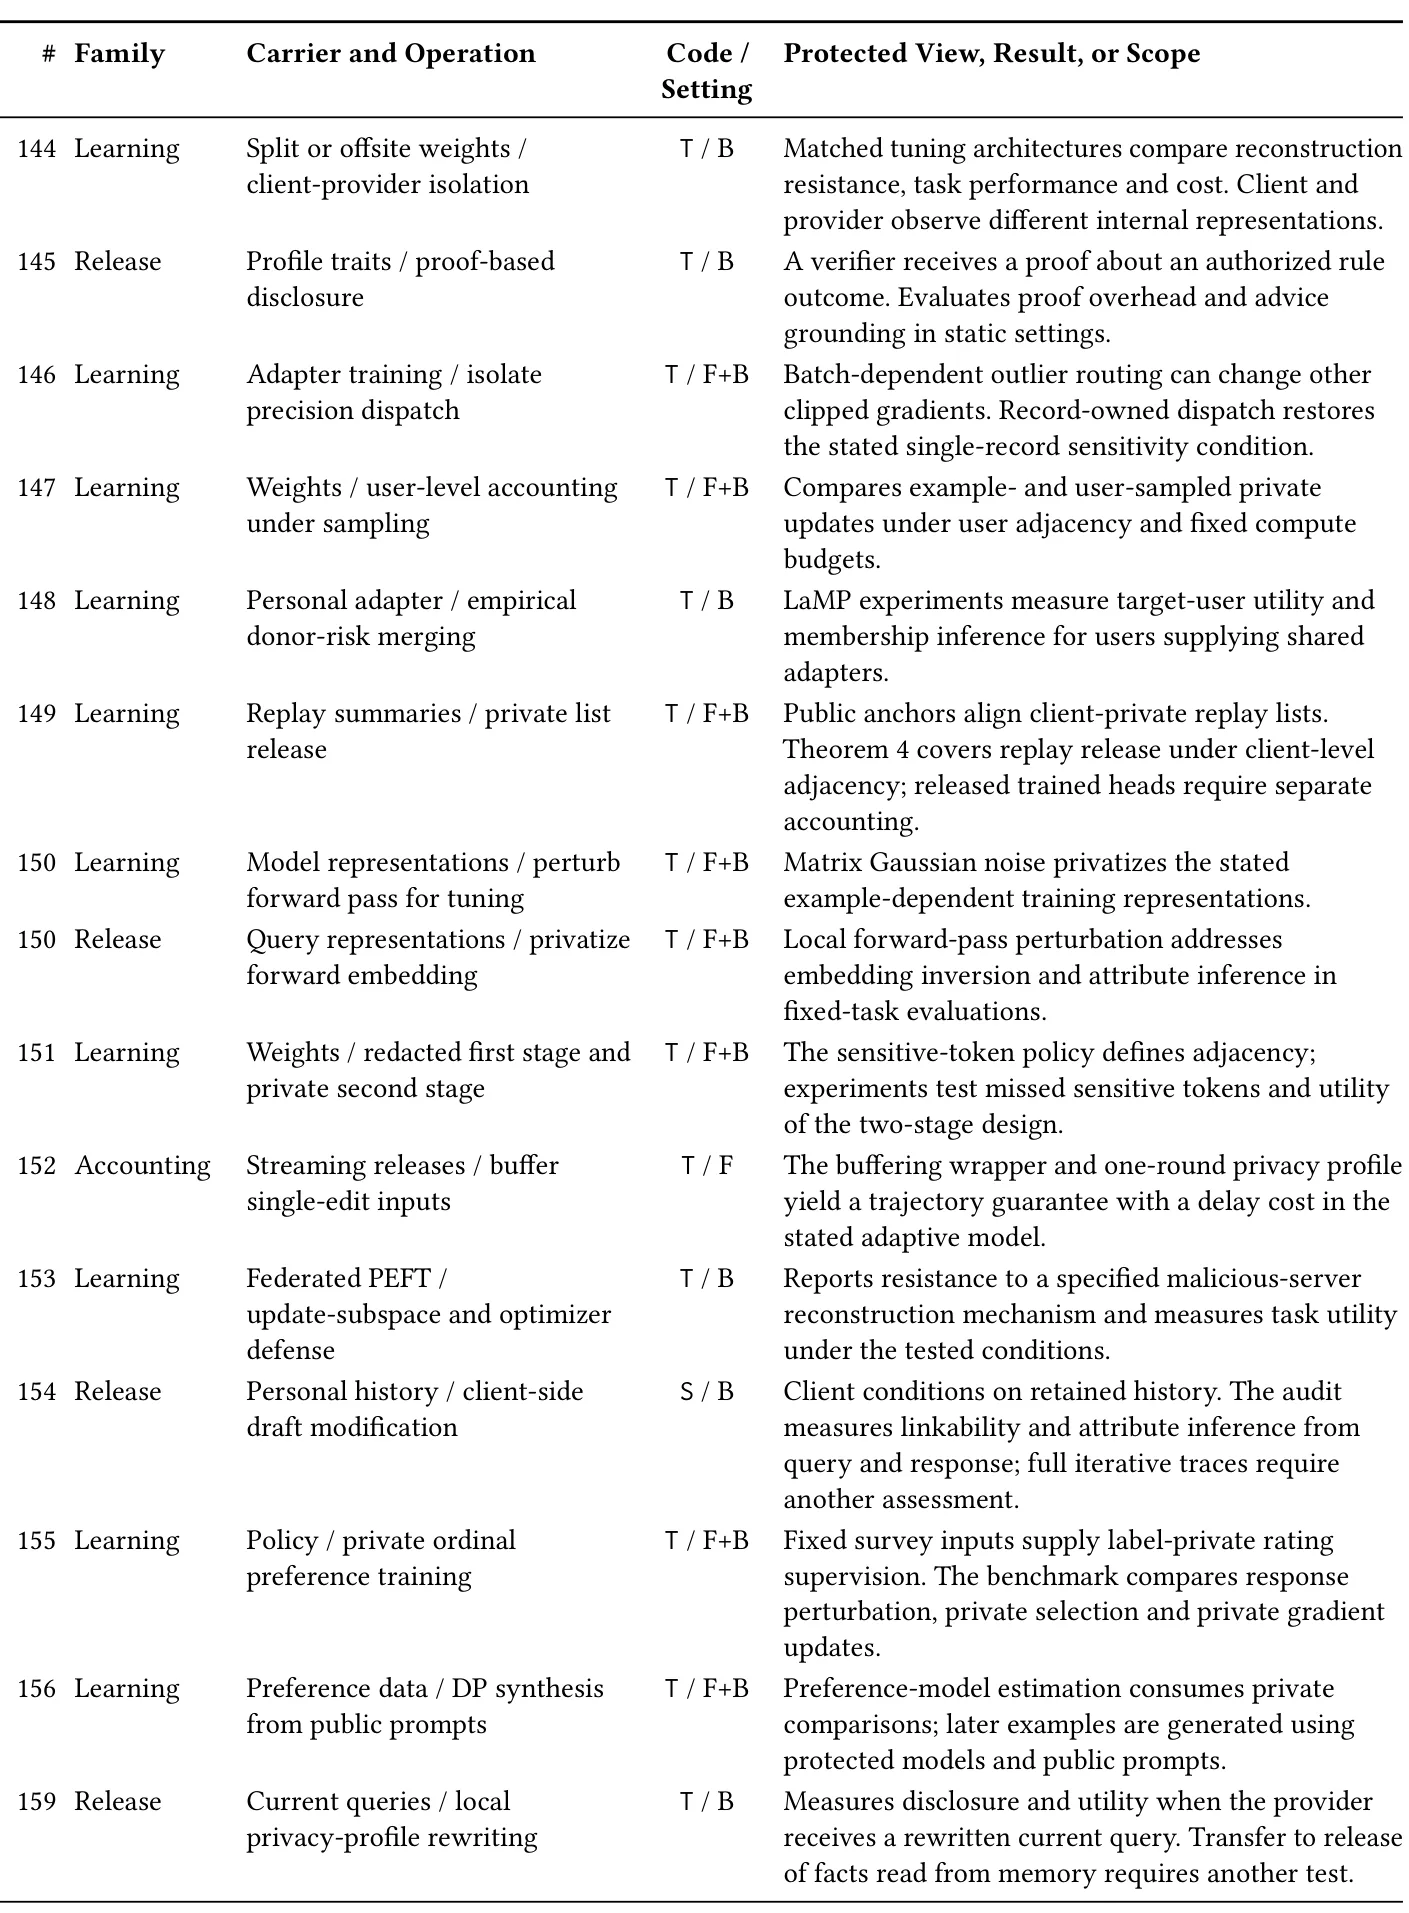 # Family Carrier and Operation Code / Protected View, Result, or Scope
Setting
144 Learning Split or offsite weights / T / B Matched tuning architectures compare reconstruction
client-provider isolation resistance, task performance and cost. Client and
provider observe different internal representations.
145 Release Profile traits / proof-based T / B A verifier receives a proof about an authorized rule
disclosure outcome. Evaluates proof overhead and advice
grounding in static settings.
146 Learning Adapter training / isolate T / F+B Batch-dependent outlier routing can change other
precision dispatch clipped gradients. Record-owned dispatch restores
the stated single-record sensitivity condition.
147 Learning Weights / user-level accounting T / F+B Compares example- and user-sampled private
under sampling updates under user adjacency and fixed compute
budgets.
148 Learning Personal adapter / empirical T / B LaMP experiments measure target-user utility and
donor-risk merging membership inference for users supplying shared
adapters.
149 Learning Replay summaries / private list T / F+B Public anchors align client-private replay lists.
release Theorem 4 covers replay release under client-level
adjacency; released trained heads require separate
accounting.
150 Learning Model representations / perturb T / F+B Matrix Gaussian noise privatizes the stated
forward pass for tuning example-dependent training representations.
150 Release Query representations / privatize T / F+B Local forward-pass perturbation addresses
forward embedding embedding inversion and attribute inference in
fixed-task evaluations.
151 Learning Weights / redacted first stage and T / F+B The sensitive-token policy defines adjacency;
private second stage experiments test missed sensitive tokens and utility
of the two-stage design.
152 Accounting Streaming releases / buffer T / F The buffering wrapper and one-round privacy profile
single-edit inputs yield a trajectory guarantee with a delay cost in the
stated adaptive model.
153 Learning Federated PEFT / T / B Reports resistance to a specified malicious-server
update-subspace and optimizer reconstruction mechanism and measures task utility
defense under the tested conditions.
154 Release Personal history / client-side S / B Client conditions on retained history. The audit
draft modification measures linkability and attribute inference from
query and response; full iterative traces require
another assessment.
155 Learning Policy / private ordinal T / F+B Fixed survey inputs supply label-private rating
preference training supervision. The benchmark compares response
perturbation, private selection and private gradient
updates.
156 Learning Preference data / DP synthesis T / F+B Preference-model estimation consumes private
from public prompts comparisons; later examples are generated using
protected models and public prompts.
159 Release Current queries / local T / B Measures disclosure and utility when the provider
privacy-profile rewriting receives a rewritten current query. Transfer to release
of facts read from memory requires another test.